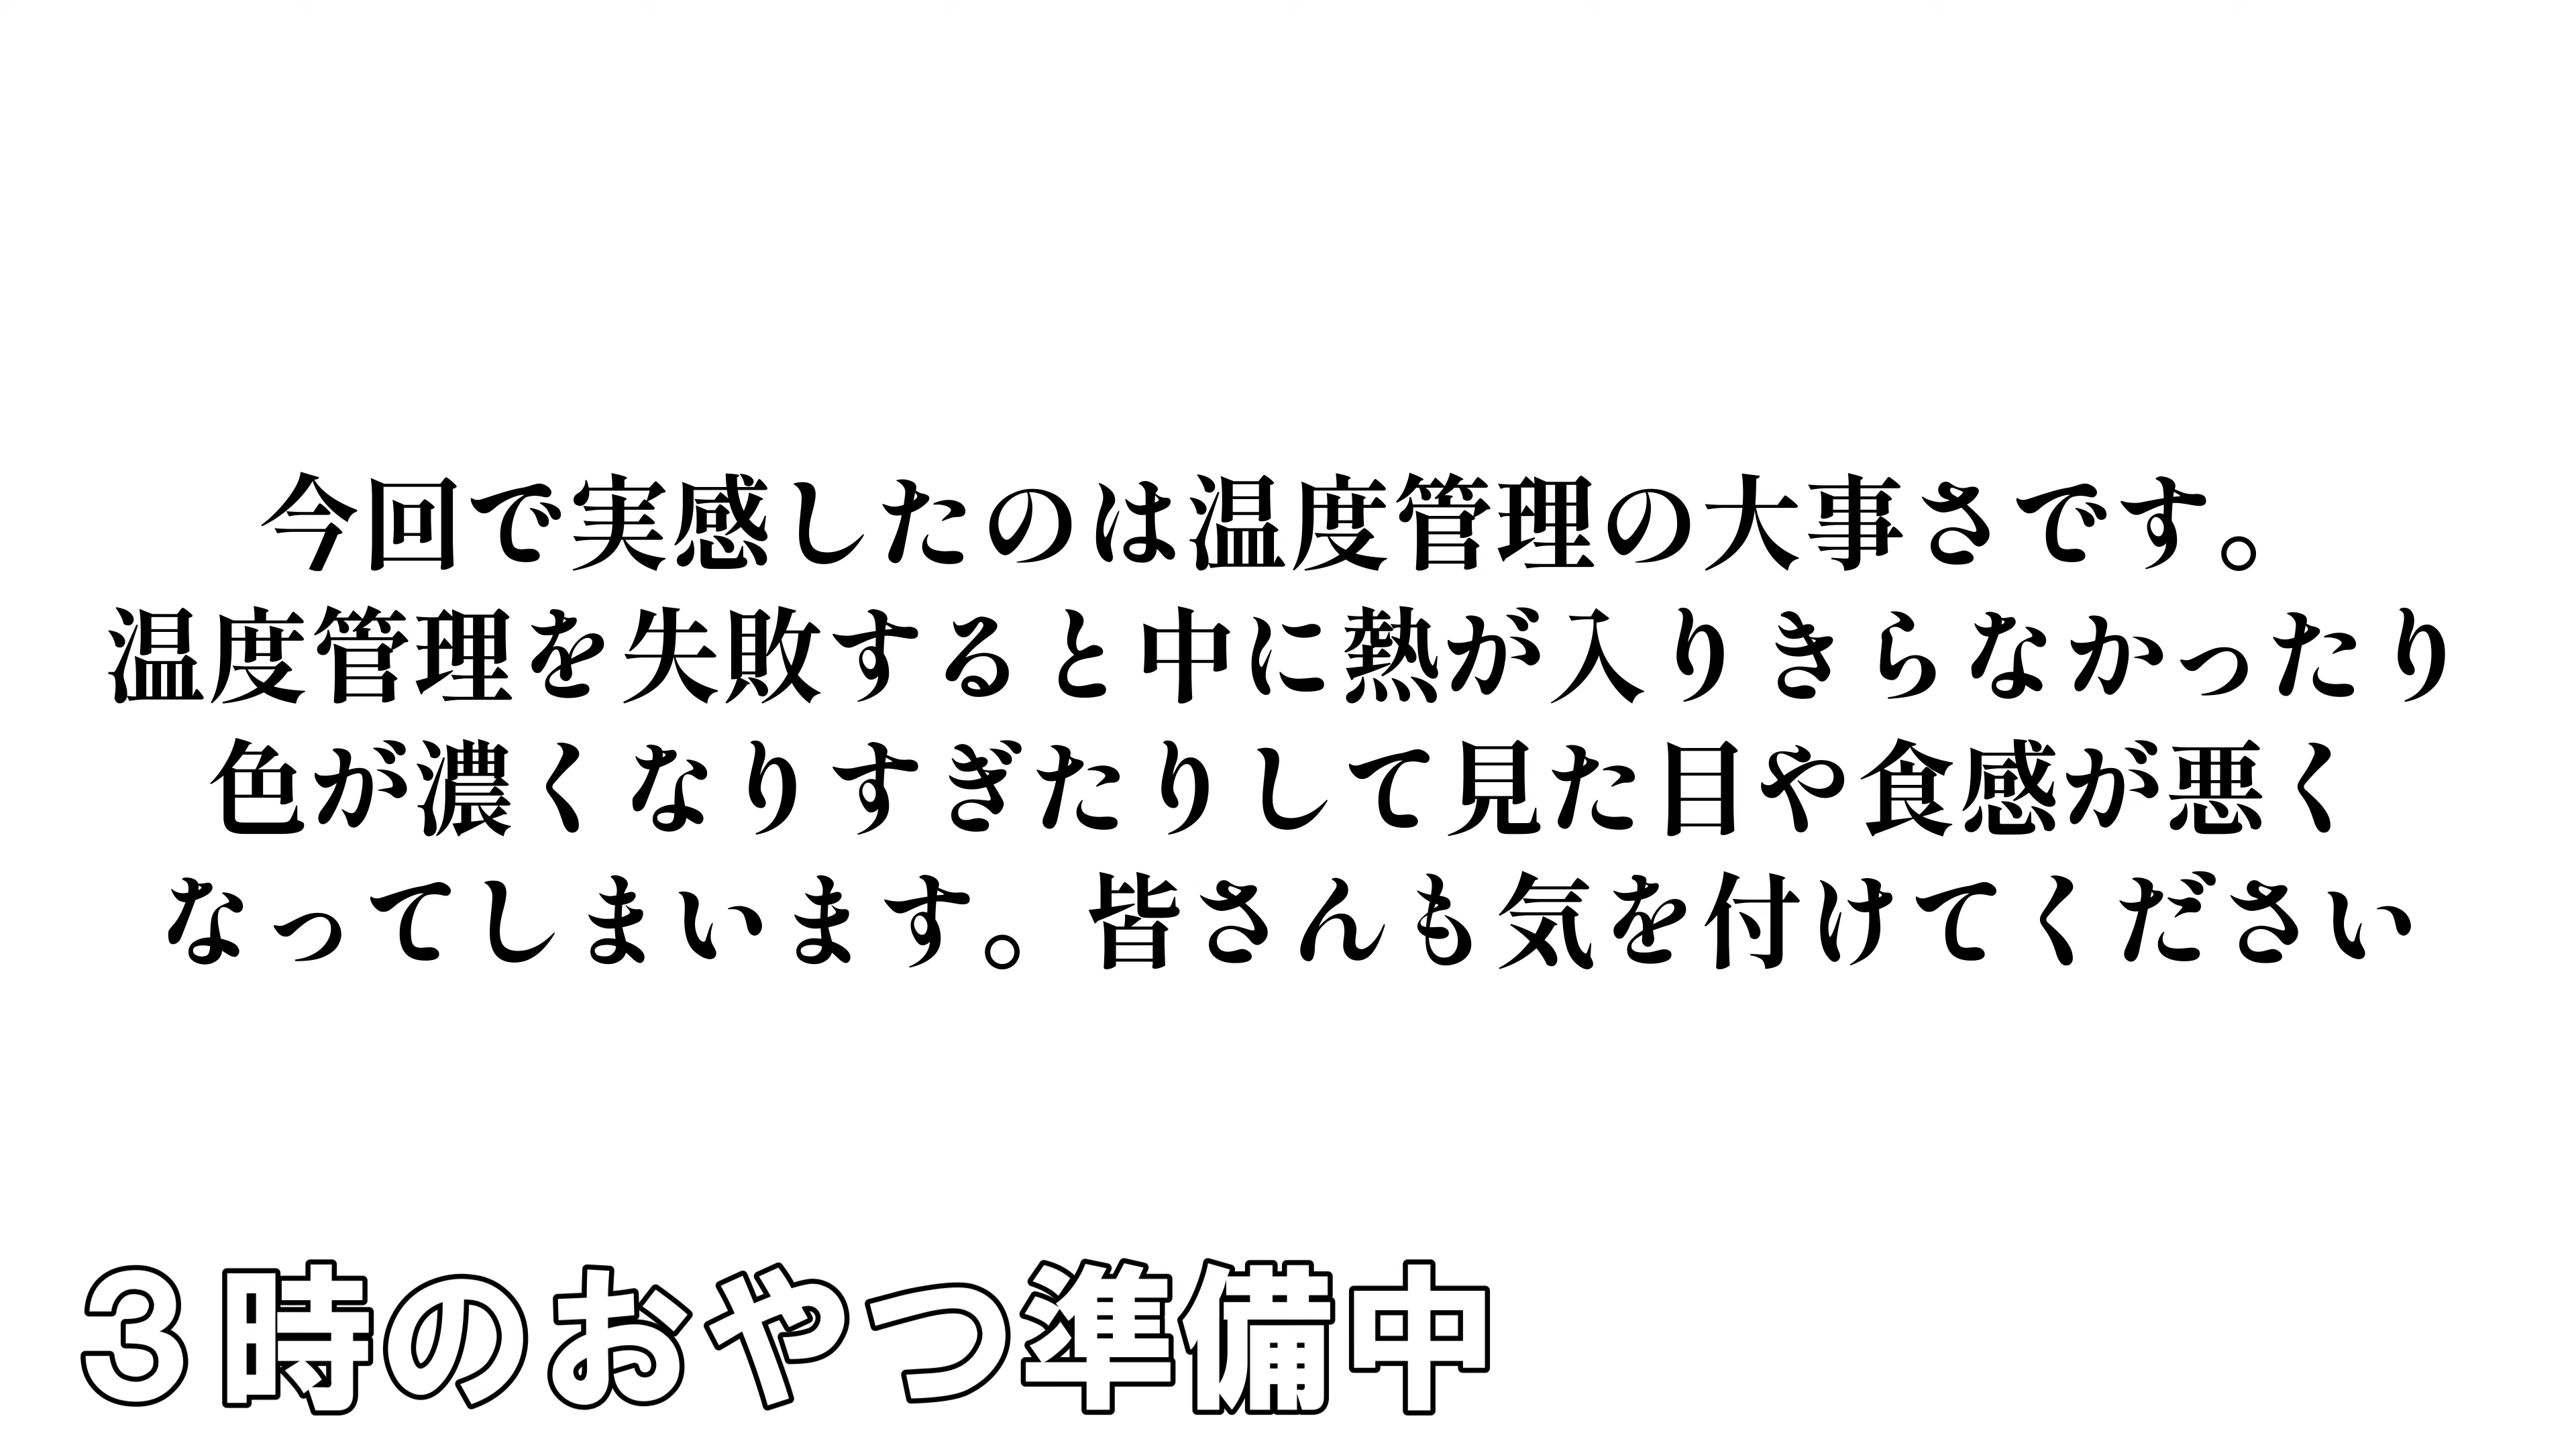 今回で実感したのは温度管理の大事さです。
温度管理を失敗すると中に熱が入りきらなかったり
色が濃くなりすぎたりして見た目や食感が悪く
なってしまいます。皆さんも気を付けてください
３時のおやつ準備中